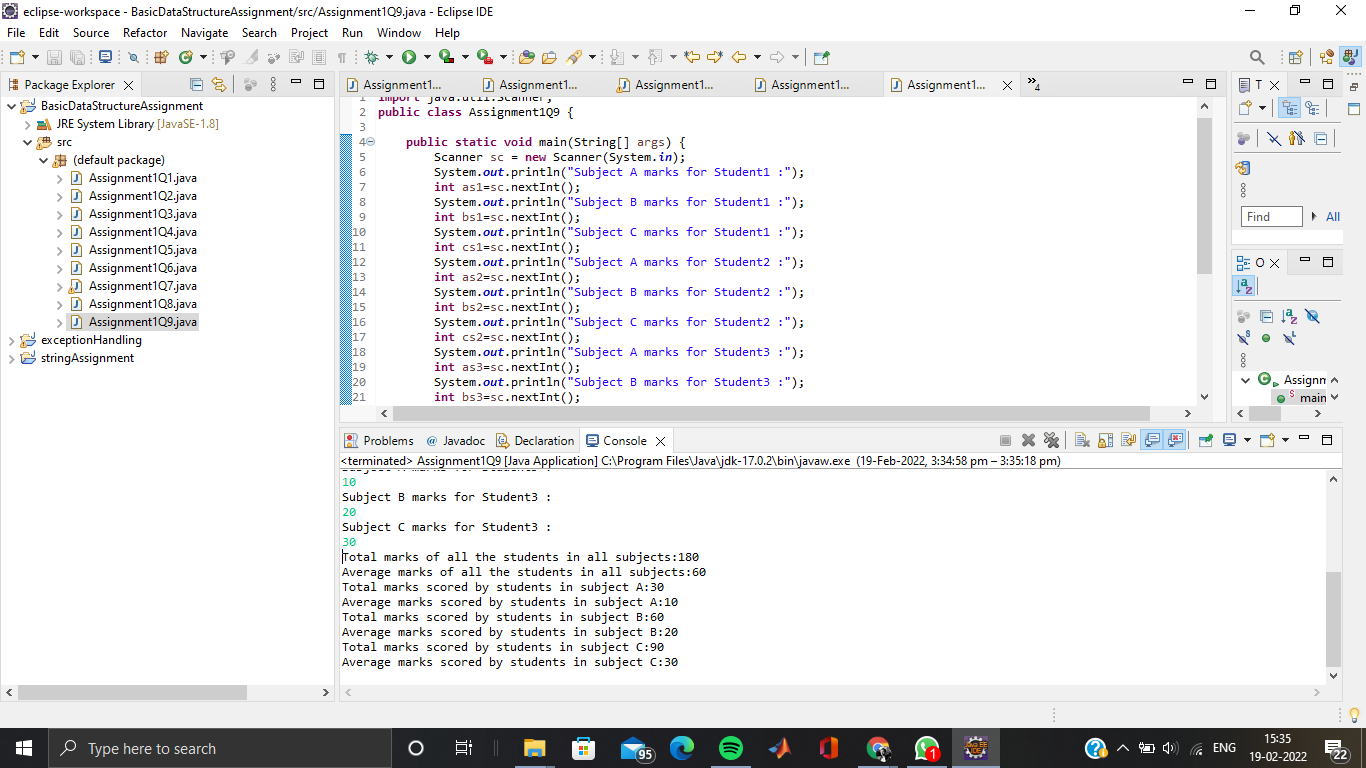 eclipse-workspace - BasicDataStructureAssignment/src/Assignment1Q9.java - Eclipse IDE
File Edit Source Refactor Navigate Search Project Run Window Help
Package Explorer
BasicDataStructureAssignment
JRE System Library [JavaSE-1.8]
src
(default package)
Assignment1Q1.java
Assignment1Q2.java
Assignment1Q3.java
Assignment1Q4.java
Assignment1Q5.java
Assignment1Q6.java
Assignment1Q7.java
Assignment1Q8.java
Assignment1Q9.java
exceptionHandling
stringAssignment
Assignment1... Assignment1... Assignment1... Assignment1... Assignment1... 4
1 import java.util.Scanner;
2 public class Assignment1Q9 {
3
4 public static void main(String[] args) {
5 Scanner sc = new Scanner(System.in);
6 System.out.println("Subject A marks for Student1 :");
7 int as1=sc.nextInt();
8 System.out.println("Subject B marks for Student1 :");
9 int bs1=sc.nextInt();
10 System.out.println("Subject C marks for Student1 :");
11 int cs1=sc.nextInt();
12 System.out.println("Subject A marks for Student2 :");
13 int as2=sc.nextInt();
14 System.out.println("Subject B marks for Student2 :");
15 int bs2=sc.nextInt();
16 System.out.println("Subject C marks for Student2 :");
17 int cs2=sc.nextInt();
18 System.out.println("Subject A marks for Student3 :");
19 int as3=sc.nextInt();
20 System.out.println("Subject B marks for Student3 :");
21 int bs3=sc.nextInt();
T
Find All
O
Assignm
main
Problems Javadoc Declaration Console
<terminated> Assignment1Q9 [Java Application] C:\Program Files\Java\jdk-17.0.2\bin\javaw.exe (19-Feb-2022, 3:34:58 pm – 3:35:18 pm)
10
Subject B marks for Student3 :
20
Subject C marks for Student3 :
30
Total marks of all the students in all subjects:180
Average marks of all the students in all subjects:60
Total marks scored by students in subject A:30
Average marks scored by students in subject A:10
Total marks scored by students in subject B:60
Average marks scored by students in subject B:20
Total marks scored by students in subject C:90
Average marks scored by students in subject C:30
Type here to search
95
1
ENG
15:35
19-02-2022
22